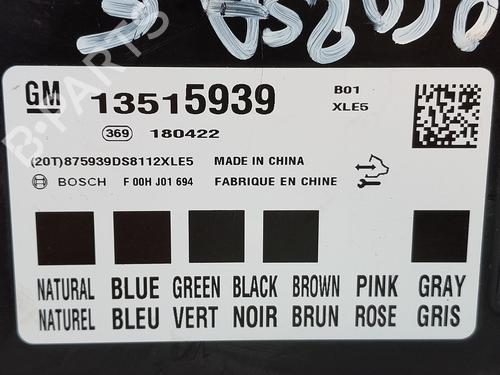 GM 13515939 B01
XLE5
369 180422
(20T)875939DS8112XLE5 MADE IN CHINA
BOSCH F 00H J01 694 FABRIQUE EN CHINE
NATURAL BLUE GREEN BLACK BROWN PINK GRAY
NATUREL BLEU VERT NOIR BRUN ROSE GRIS
B-PARTS